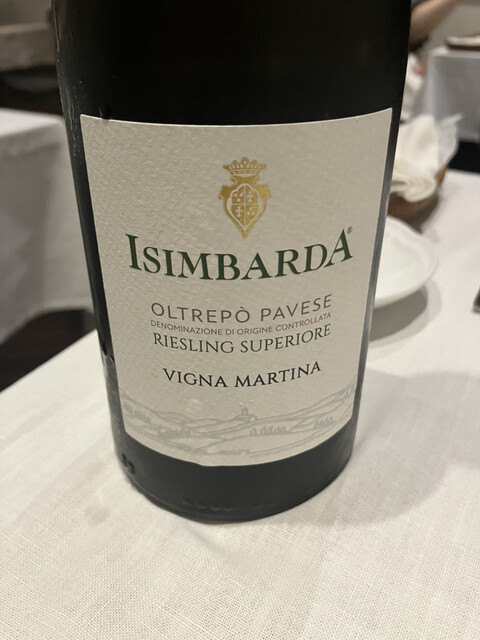 ISIMBARDA®
OLTREPÒ PAVESE
DENOMINAZIONE DI ORIGINE CONTROLLATA
RIESLING SUPERIORE
VIGNA MARTINA